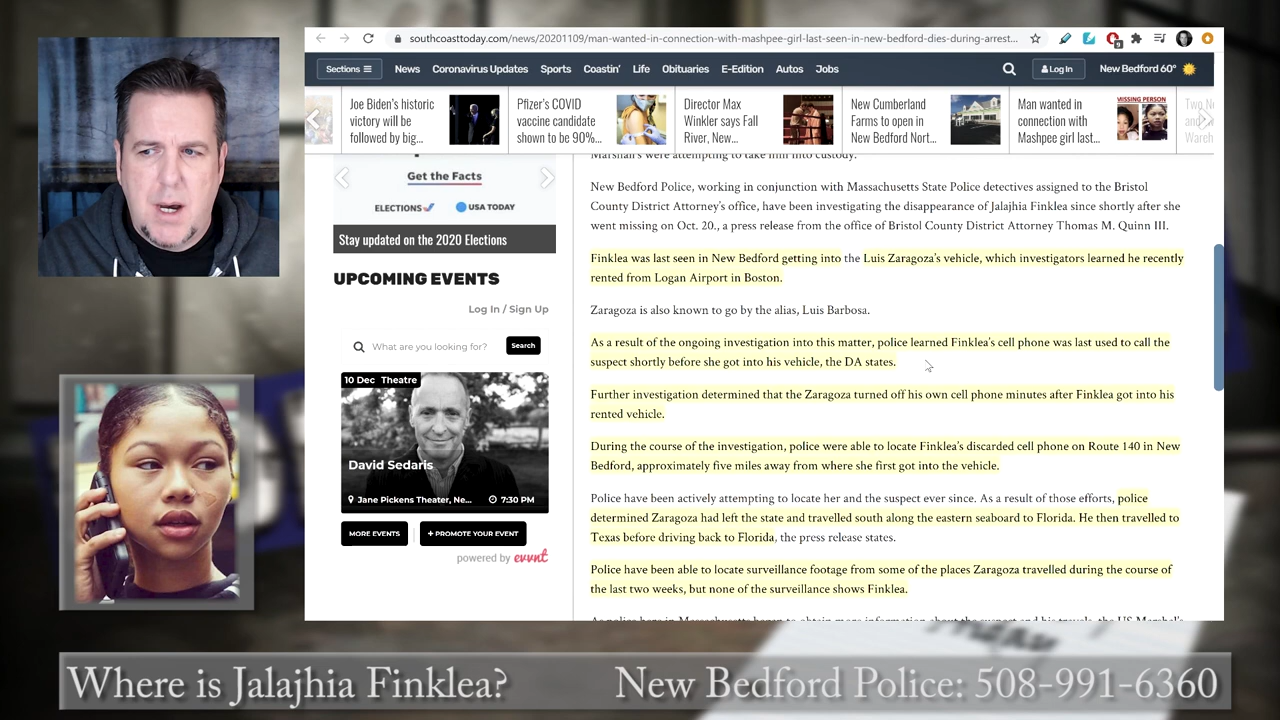 southcoasttoday.com/news/20201109/man-wanted-in-connection-with-mashpee-girl-last-seen-in-new-bedford-dies-during-arrest...
Sections
News
Coronavirus Updates
Sports
Coastin'
Life
Obituaries
E-Edition
Autos
Jobs
Log In
New Bedford 60°
Joe Biden's historic
victory will be
followed by big...
Pfizer's COVID
vaccine candidate
shown to be 90%...
Director Max
Winkler says Fall
River, New...
New Cumberland
Farms to open in
New Bedford Nort...
Man wanted in
connection with
Mashpee girl last...
MISSING PERSON
Get the Facts
ELECTIONS
USA TODAY
Stay updated on the 2020 Elections
UPCOMING EVENTS
Log In / Sign Up
What are you looking for?
Search
10 Dec Theatre
David Sedaris
Jane Pickens Theater, Ne...
7:30 PM
MORE EVENTS
+ PROMOTE YOUR EVENT
powered by evvnt
Marshal's were attempting to take him into custody.
New Bedford Police, working in conjunction with Massachusetts State Police detectives assigned to the Bristol
County District Attorney's office, have been investigating the disappearance of Jalajhia Finklea since shortly after she
went missing on Oct. 20., a press release from the office of Bristol County District Attorney Thomas M. Quinn III.
Finklea was last seen in New Bedford getting into the Luis Zaragoza's vehicle, which investigators learned he recently
rented from Logan Airport in Boston.
Zaragoza is also known to go by the alias, Luis Barbosa.
As a result of the ongoing investigation into this matter, police learned Finklea's cell phone was last used to call the
suspect shortly before she got into his vehicle, the DA states.
Further investigation determined that the Zaragoza turned off his own cell phone minutes after Finklea got into his
rented vehicle.
During the course of the investigation, police were able to locate Finklea's discarded cell phone on Route 140 in New
Bedford, approximately five miles away from where she first got into the vehicle.
Police have been actively attempting to locate her and the suspect ever since. As a result of those efforts, police
determined Zaragoza had left the state and travelled south along the eastern seaboard to Florida. He then travelled to
Texas before driving back to Florida, the press release states.
Police have been able to locate surveillance footage from some of the places Zaragoza travelled during the course of
the last two weeks, but none of the surveillance shows Finklea.
Where is Jalajhia Finklea?
New Bedford Police: 508-991-6360